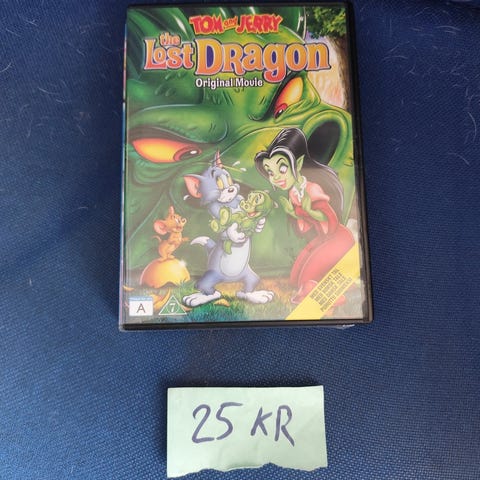 TOM and JERRY
the
Lost DRAGON
Original Movie
A
7
25 KR